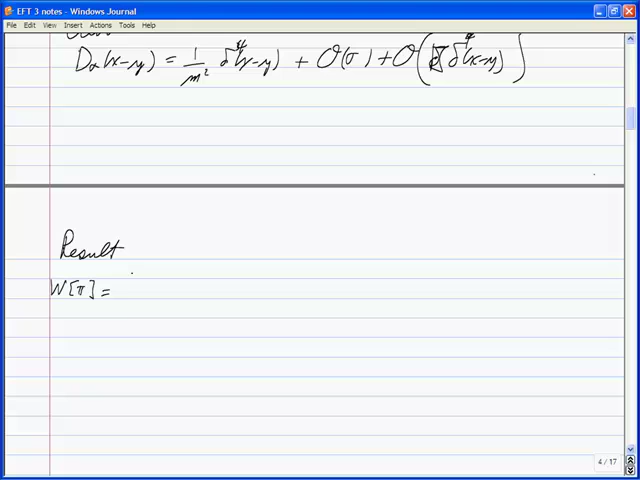 EFT 3 notes - Windows Journal
File Edit View Insert Actions Tools Help
D (x-y) = 1/m² δ⁴(x-y) + O(σ) + O( δ⁴(x-y))
Result
W[π] =
4 / 17